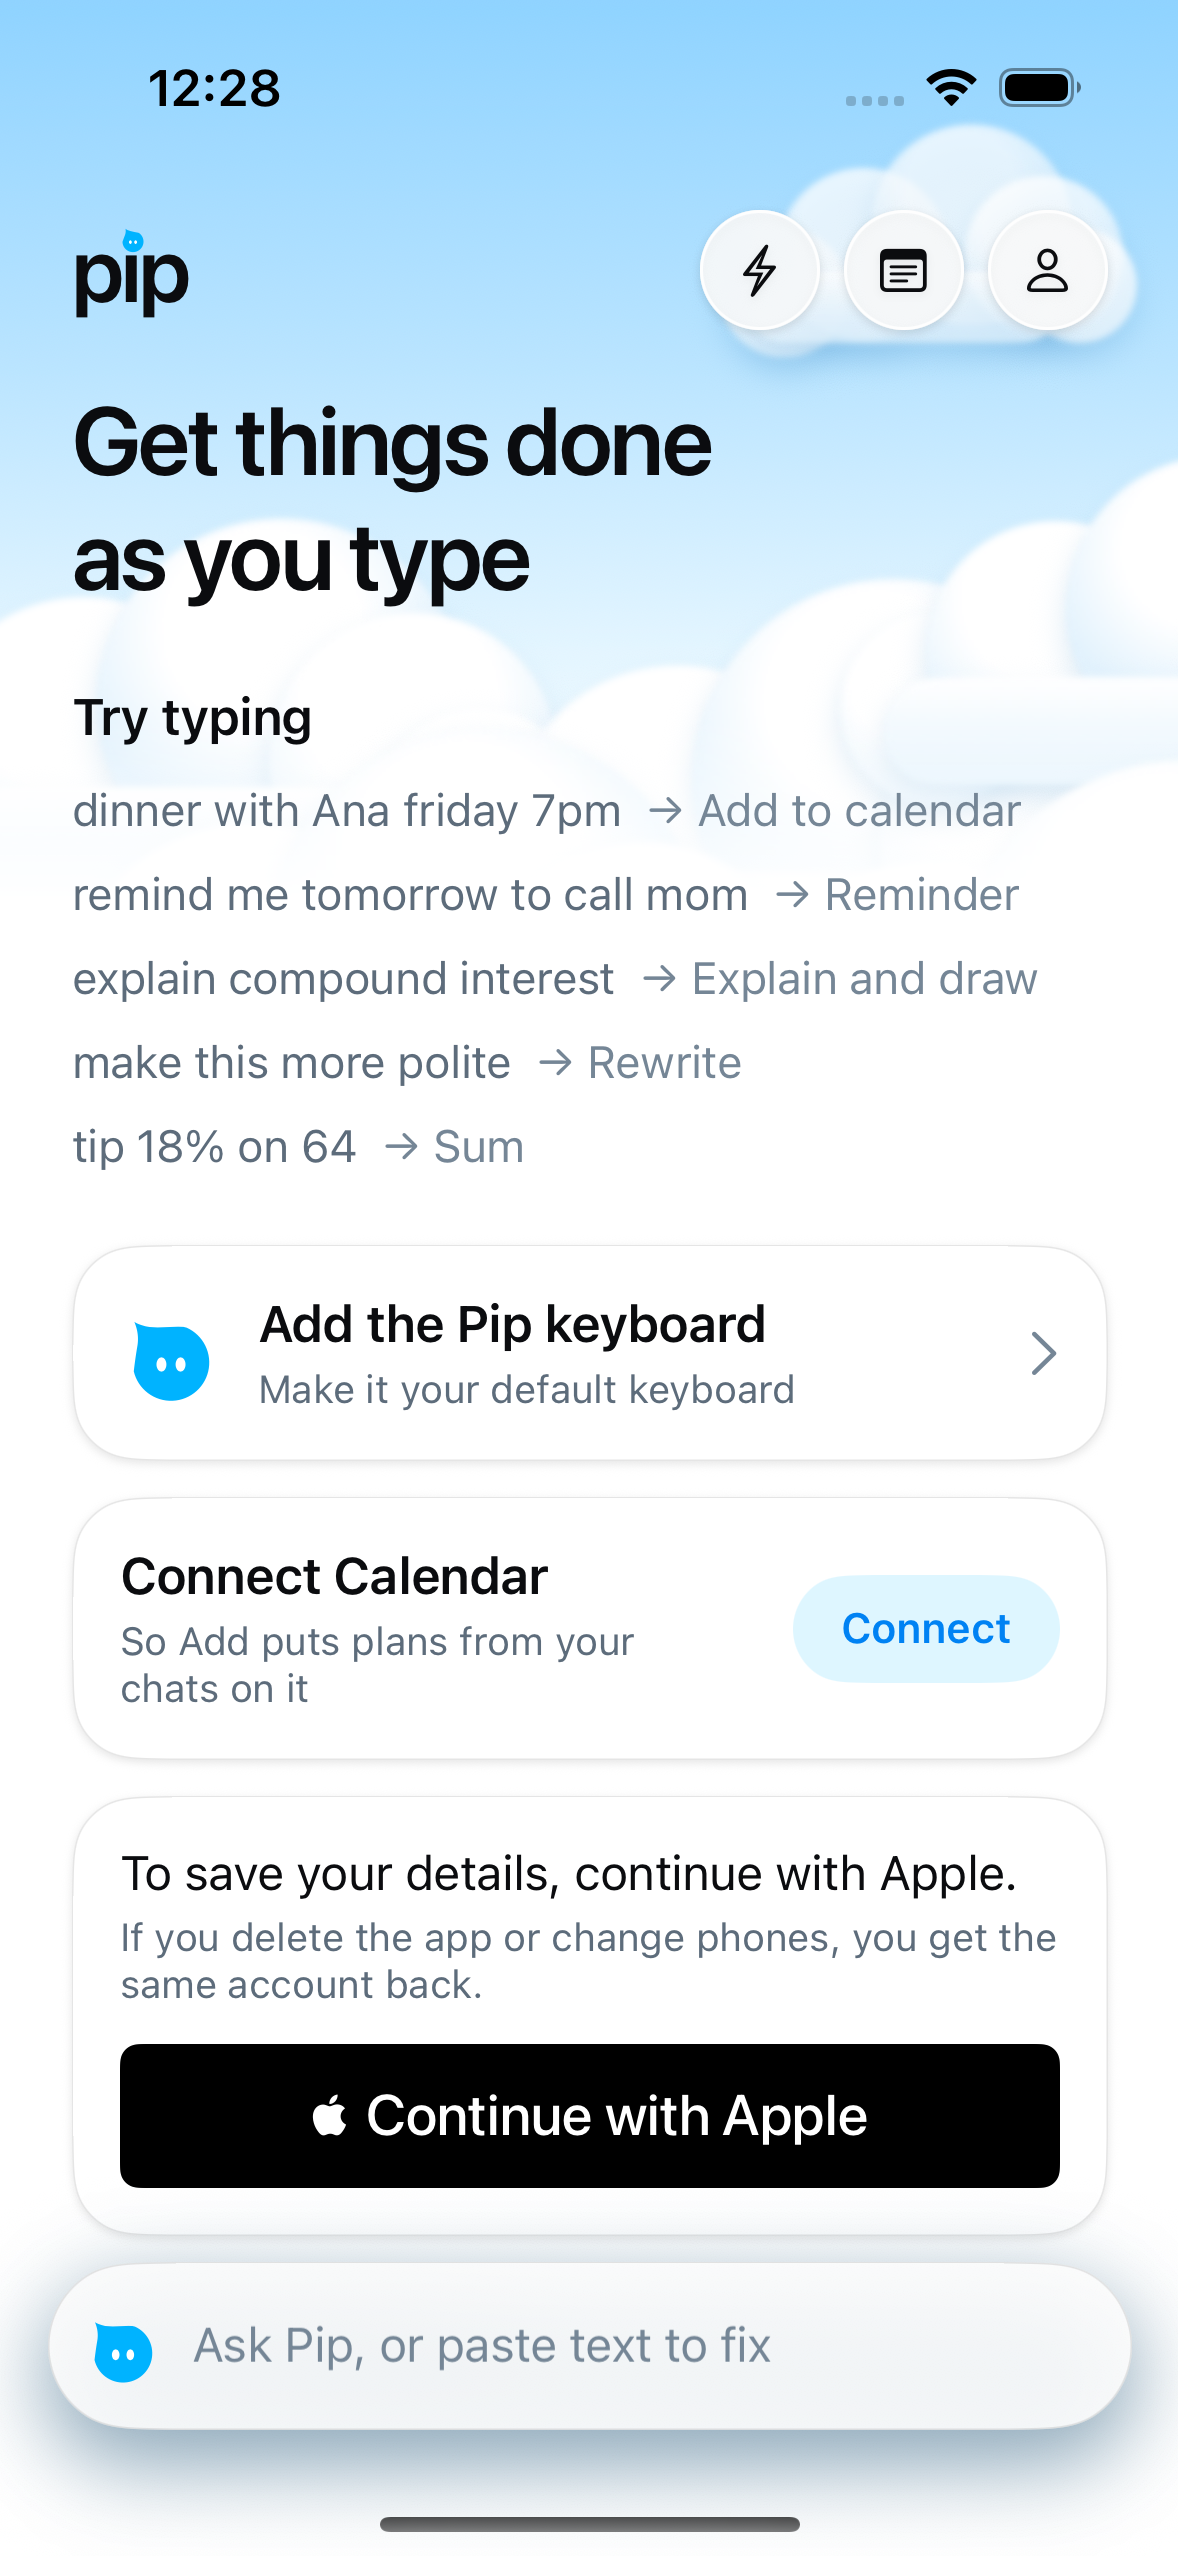 12:28
pip
Get things done
as you type
Try typing
dinner with Ana friday 7pm → Add to calendar
remind me tomorrow to call mom → Reminder
explain compound interest → Explain and draw
make this more polite → Rewrite
tip 18% on 64 → Sum
Add the Pip keyboard
Make it your default keyboard
Connect Calendar
So Add puts plans from your
chats on it
Connect
To save your details, continue with Apple.
If you delete the app or change phones, you get the
same account back.
Continue with Apple
Ask Pip, or paste text to fix